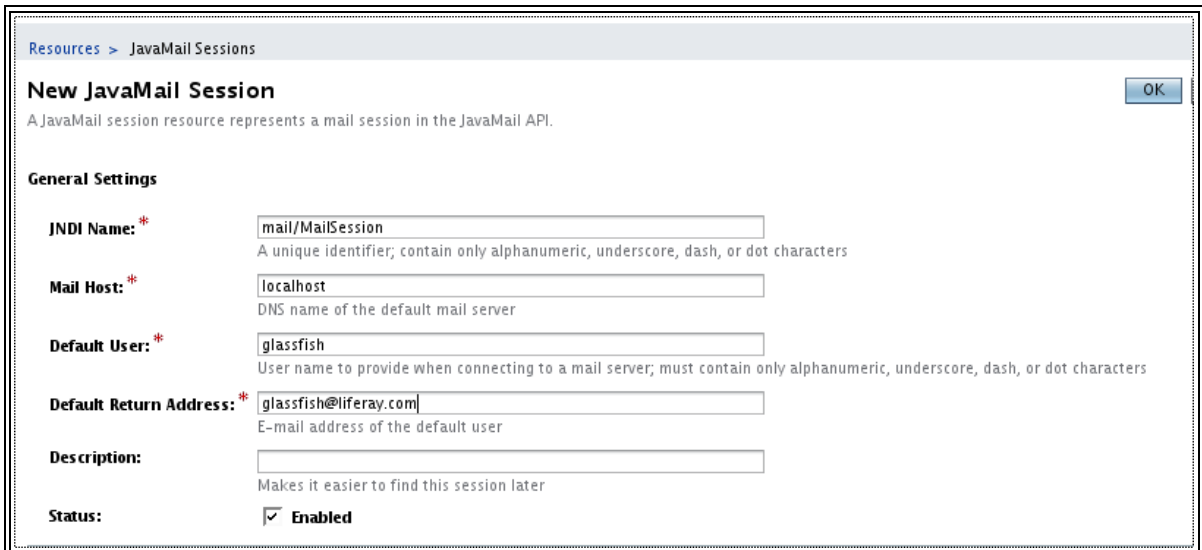 Resources > JavaMail Sessions
New JavaMail Session
OK
A JavaMail session resource represents a mail session in the JavaMail API.
General Settings
JNDI Name: * mail/MailSession
A unique identifier; contain only alphanumeric, underscore, dash, or dot characters
Mail Host: * localhost
DNS name of the default mail server
Default User: * glassfish
User name to provide when connecting to a mail server; must contain only alphanumeric, underscore, dash, or dot characters
Default Return Address: * glassfish@liferay.com
E-mail address of the default user
Description:
Makes it easier to find this session later
Status: Enabled